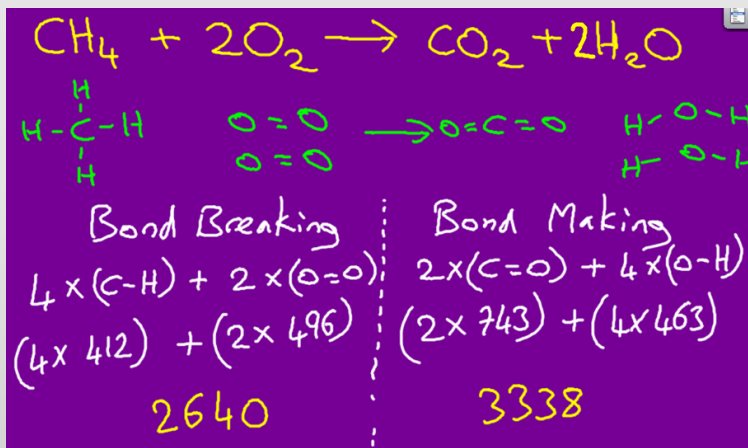 CH₄ + 2O₂ → CO₂ + 2H₂O
H
H-C-H
H
O=O
O=O
→ O=C=O
H-O-H
H-O-H
Bond Breaking
4×(C-H) + 2×(O=O)
(4×412) + (2×496)
2640
Bond Making
2×(C=O) + 4×(O-H)
(2×743) + (4×463)
3338